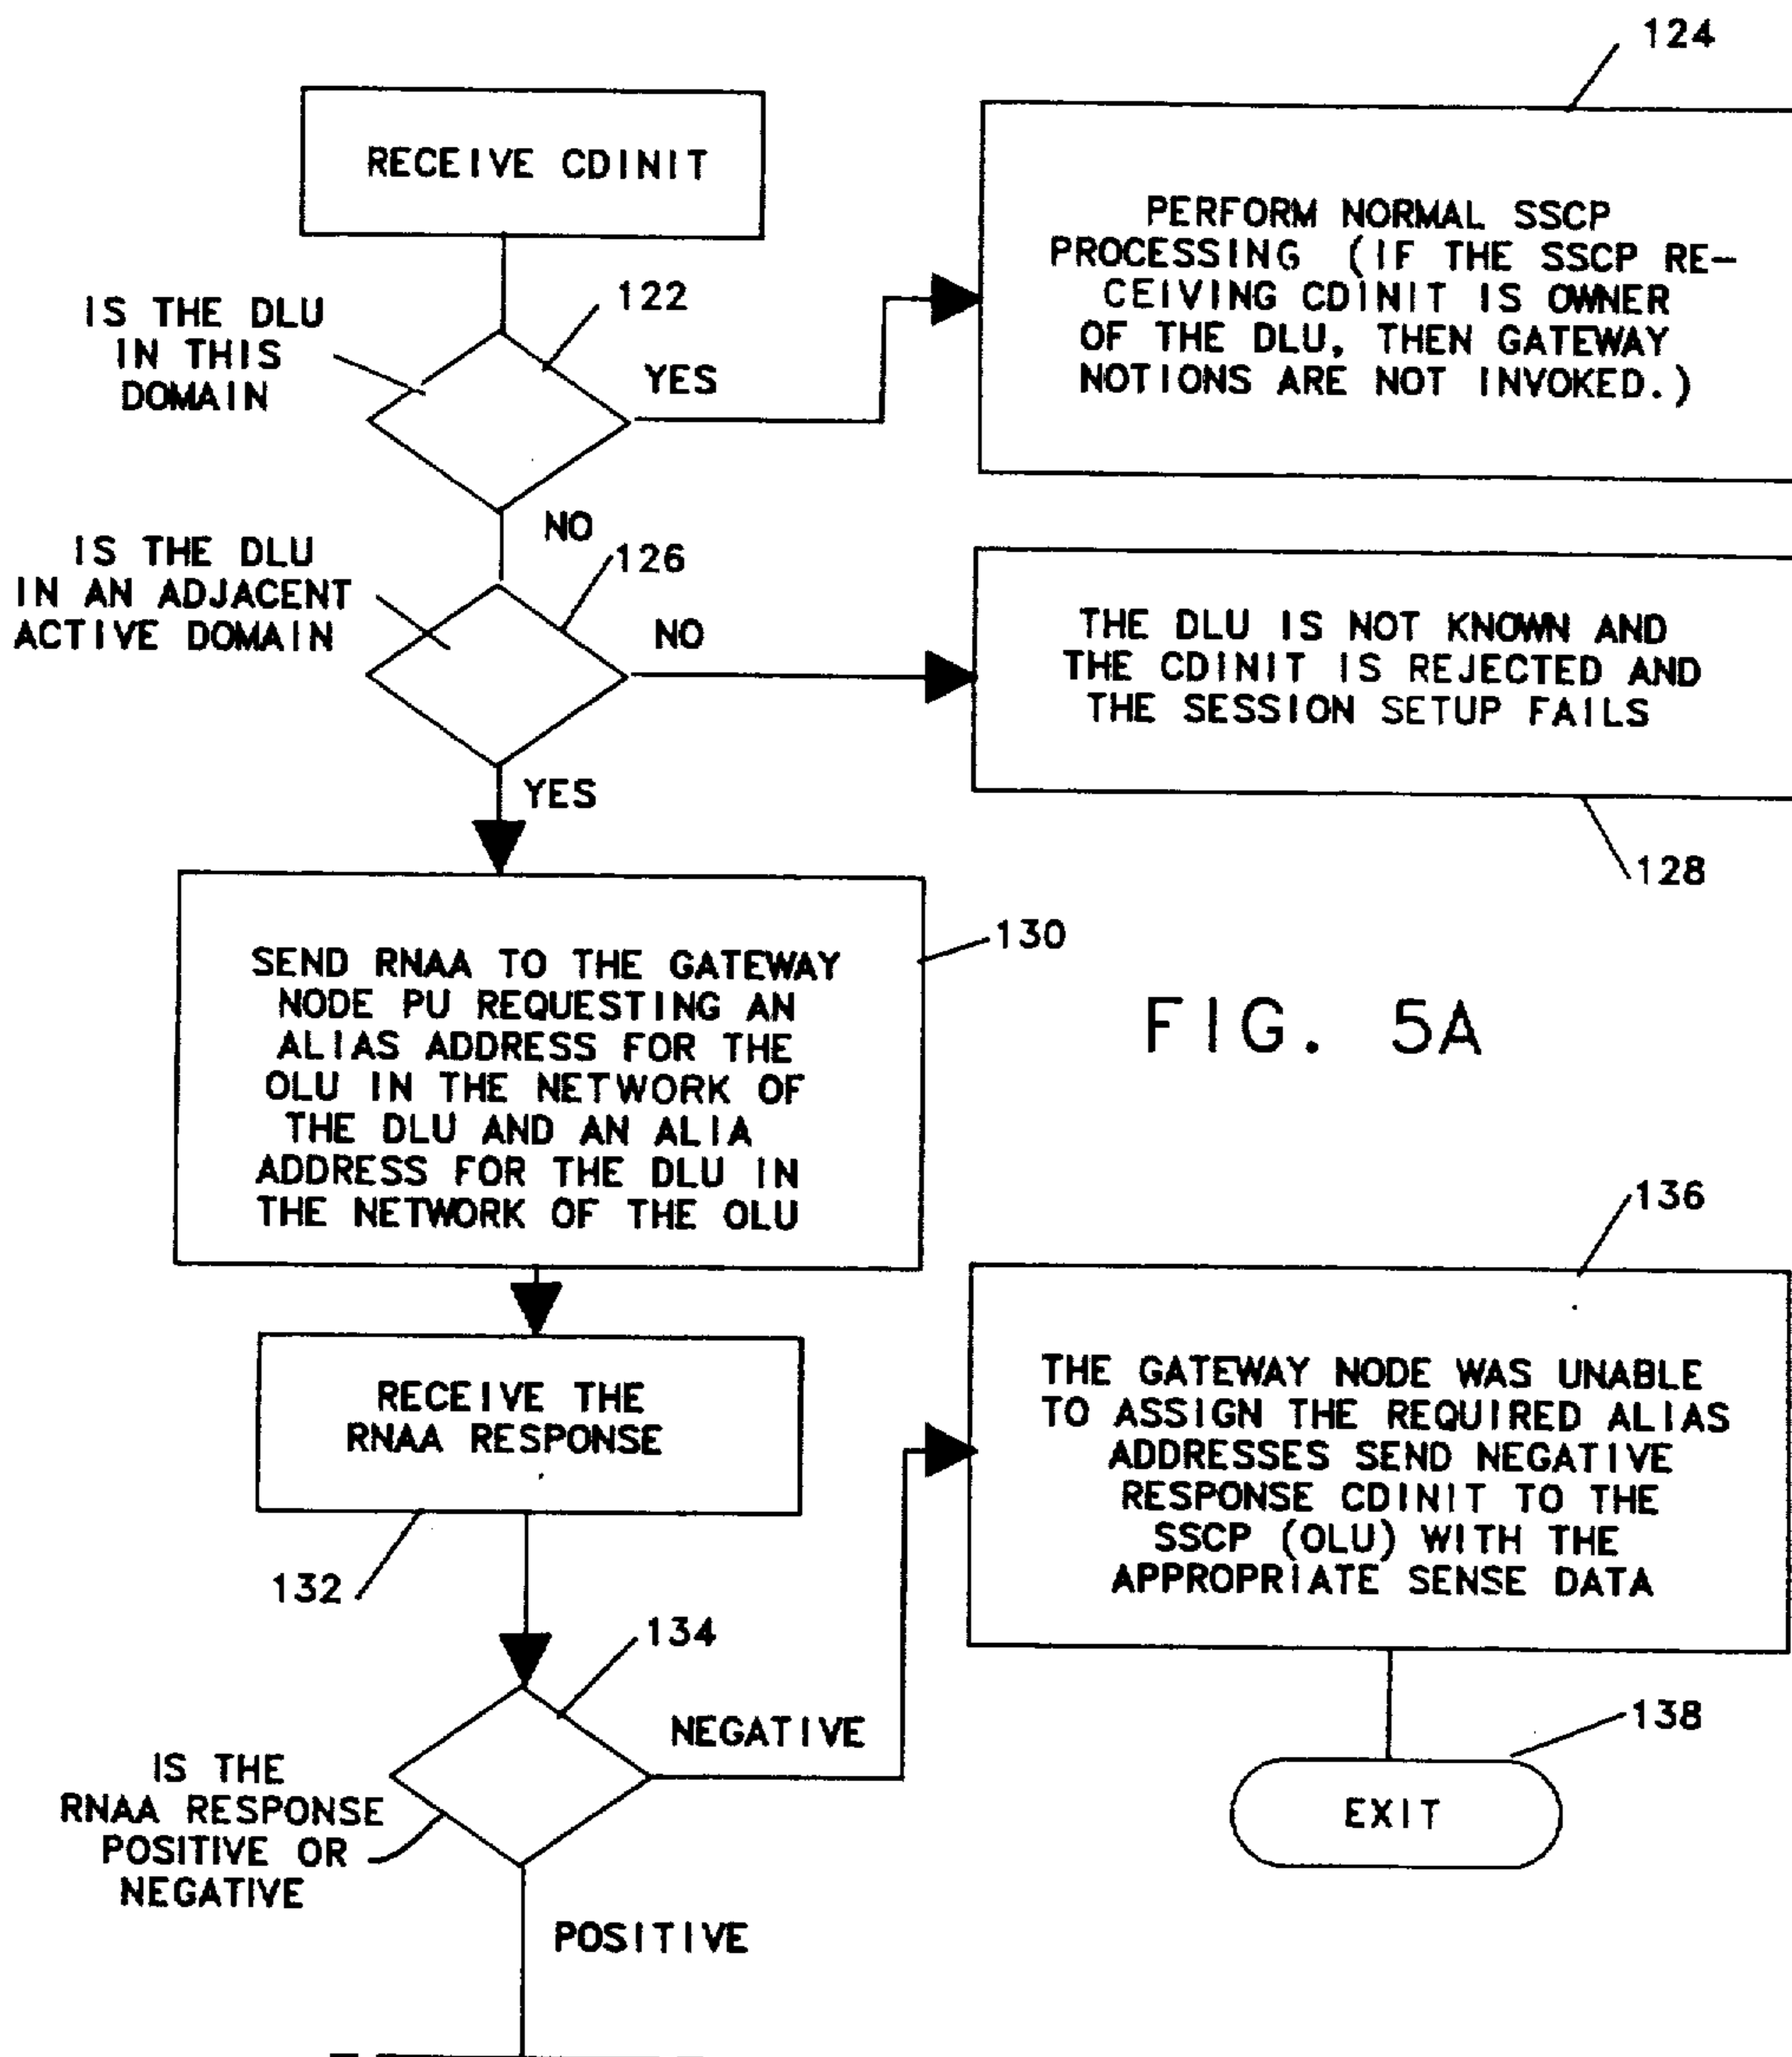 124
RECEIVE CDINIT
PERFORM NORMAL SSCP
PROCESSING (IF THE SSCP RE-
CEIVING CDINIT IS OWNER
OF THE DLU, THEN GATEWAY
NOTIONS ARE NOT INVOKED.)
IS THE DLU
IN THIS
DOMAIN
122
YES
NO
IS THE DLU
IN AN ADJACENT
ACTIVE DOMAIN
126
NO
THE DLU IS NOT KNOWN AND
THE CDINIT IS REJECTED AND
THE SESSION SETUP FAILS
YES
128
130
SEND RNAA TO THE GATEWAY
NODE PU REQUESTING AN
ALIAS ADDRESS FOR THE
OLU IN THE NETWORK OF
THE DLU AND AN ALIA
ADDRESS FOR THE DLU IN
THE NETWORK OF THE OLU
FIG. 5A
136
RECEIVE THE
RNAA RESPONSE
THE GATEWAY NODE WAS UNABLE
TO ASSIGN THE REQUIRED ALIAS
ADDRESSES SEND NEGATIVE
RESPONSE CDINIT TO THE
SSCP (OLU) WITH THE
APPROPRIATE SENSE DATA
132
134
NEGATIVE
138
IS THE
RNAA RESPONSE
POSITIVE OR
NEGATIVE
EXIT
POSITIVE